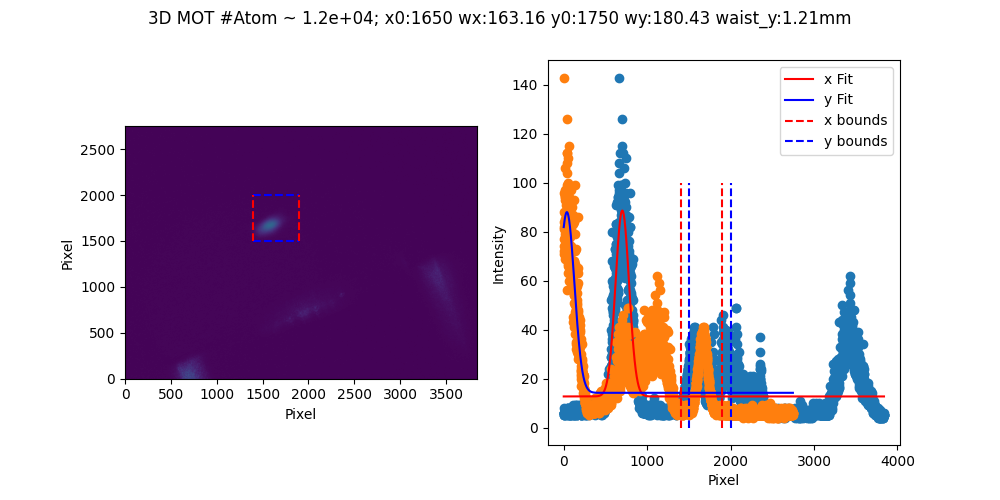 3D MOT #Atom ~ 1.2e+04; x0:1650 wx:163.16 y0:1750 wy:180.43 waist_y:1.21mm
2500
2000
1500
1000
500
0
Pixel
0 500 1000 1500 2000 2500 3000 3500
Pixel
140
120
100
80
60
40
20
0
Intensity
0 1000 2000 3000 4000
Pixel
x Fit
y Fit
x bounds
y bounds